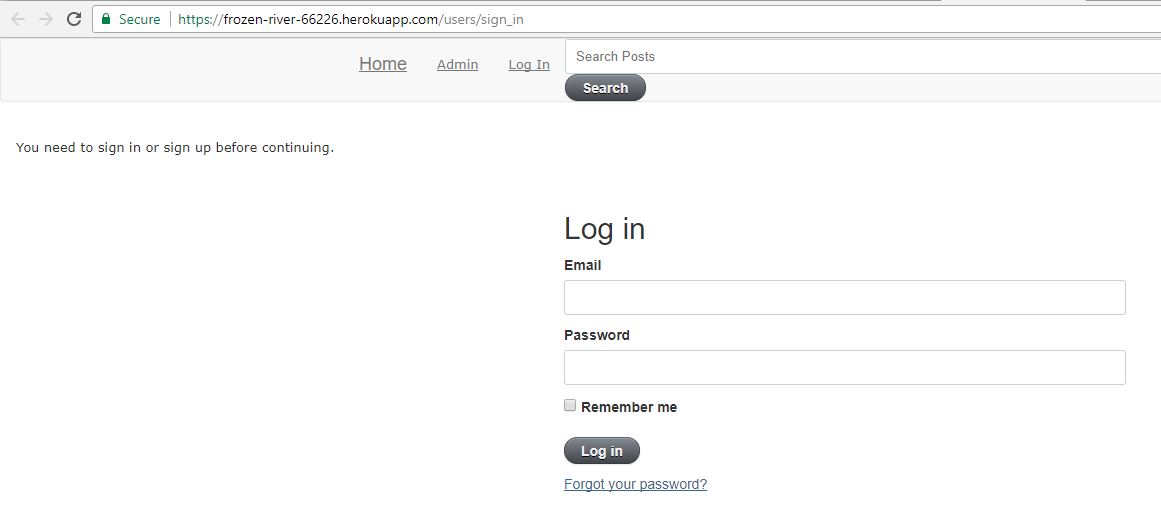 Secure https://frozen-river-66226.herokuapp.com/users/sign_in
Home Admin Log In Search Posts
Search
You need to sign in or sign up before continuing.
Log in
Email
Password
Remember me
Log in
Forgot your password?